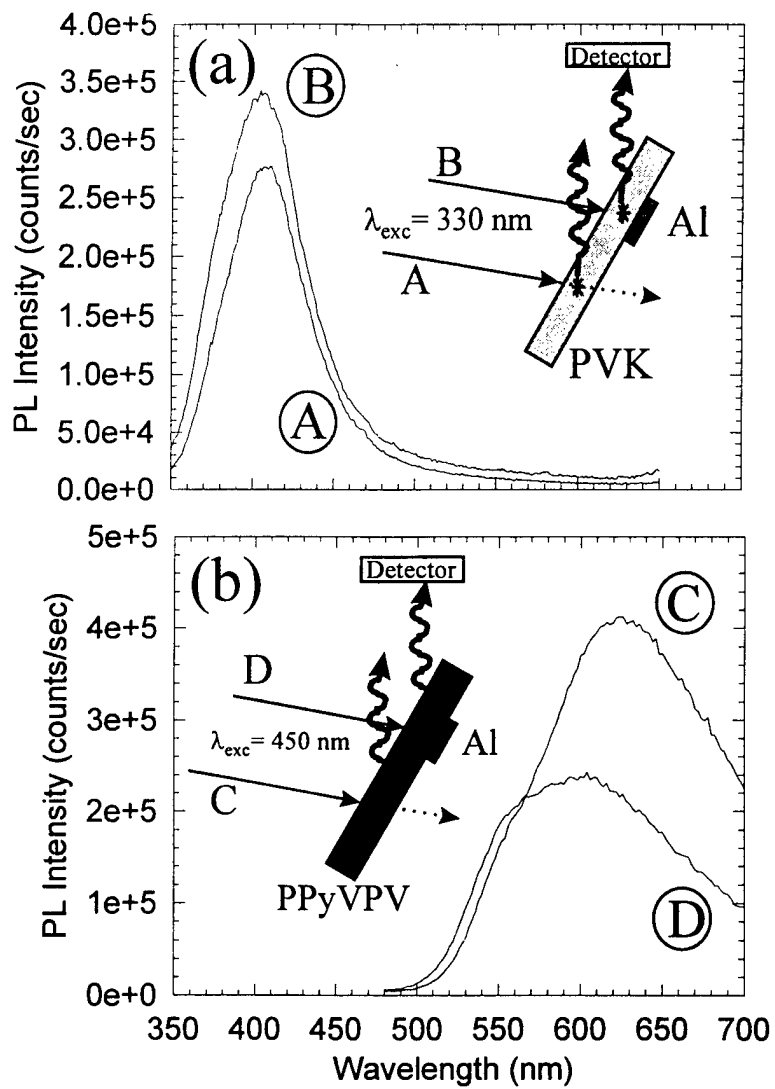 (a)
PL Intensity (counts/sec)
4.0e+5
3.5e+5
3.0e+5
2.5e+5
2.0e+5
1.5e+5
1.0e+5
5.0e+4
0.0e+0
B
A
Detector
B
λexc= 330 nm
A
Al
PVK
(b)
PL Intensity (counts/sec)
5e+5
4e+5
3e+5
2e+5
1e+5
0e+0
Detector
D
λexc= 450 nm
C
Al
PPyVPV
C
D
350 400 450 500 550 600 650 700
Wavelength (nm)